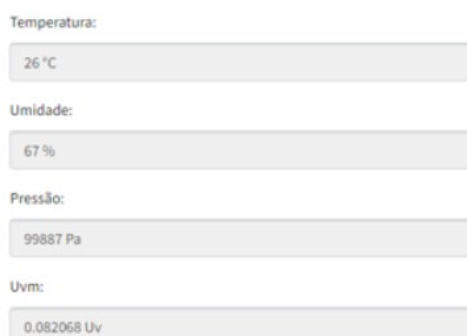 Temperatura:
26 °C
Umidade:
67 %
Pressão:
99887 Pa
Uvm:
0.082068 Uv